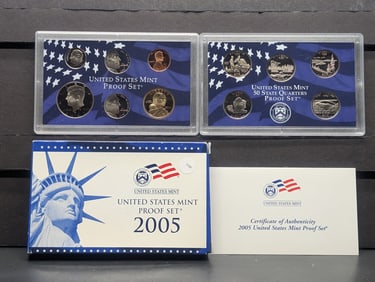 UNITED STATES MINT
PROOF SET
UNITED STATES MINT
50 STATE QUARTERS
PROOF SET
UNITED STATES MINT
UNITED STATES MINT
PROOF SET
2005
UNITED STATES MINT
Certificate of Authenticity
2005 United States Mint Proof Set